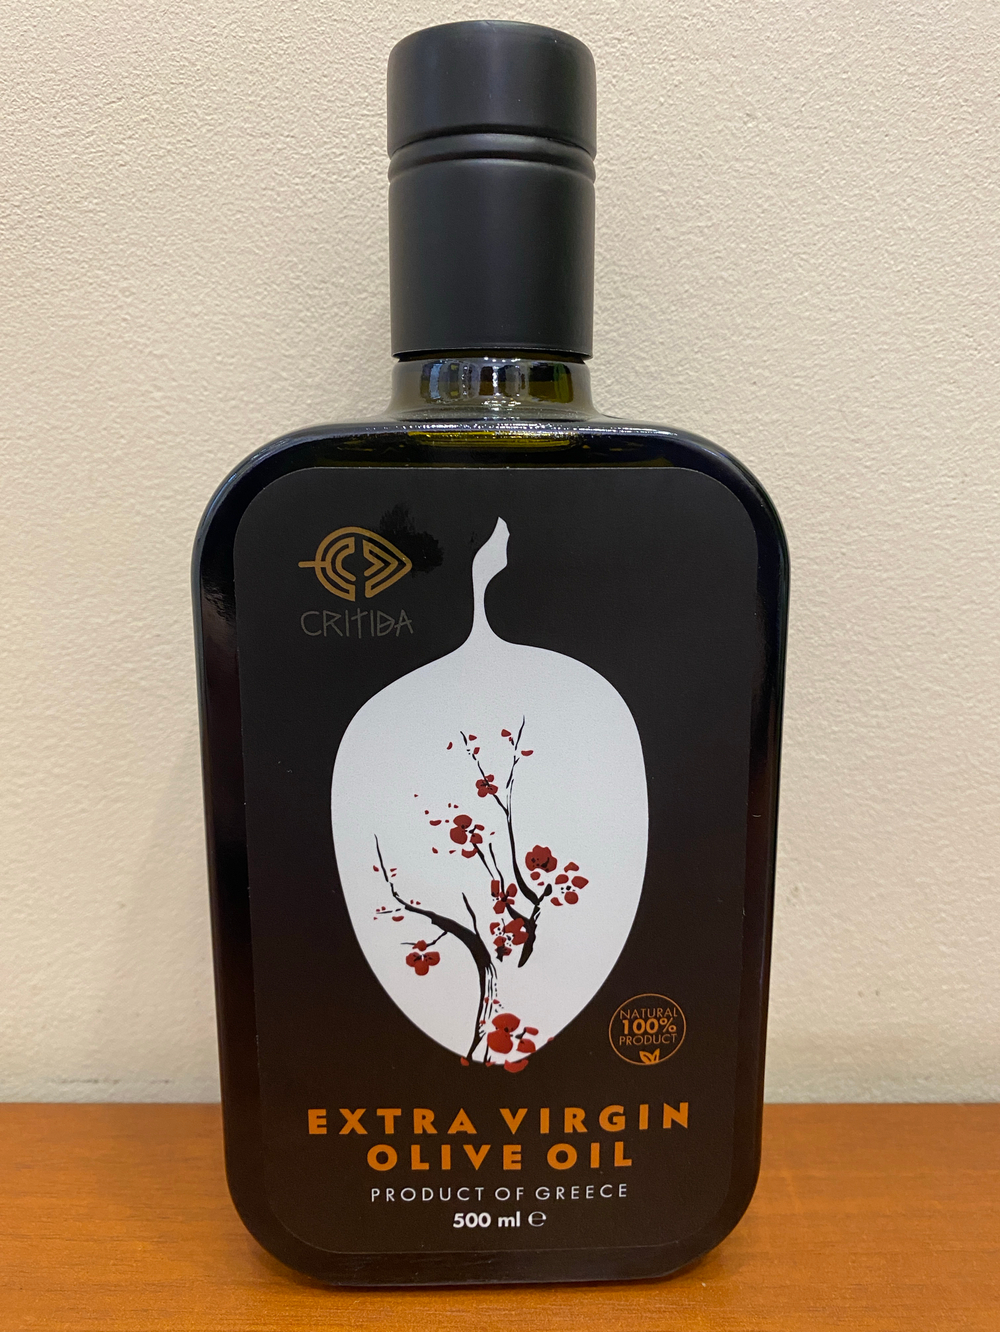 CRITIDA
NATURAL
100%
PRODUCT
EXTRA VIRGIN
OLIVE OIL
PRODUCT OF GREECE
500 ml ℮